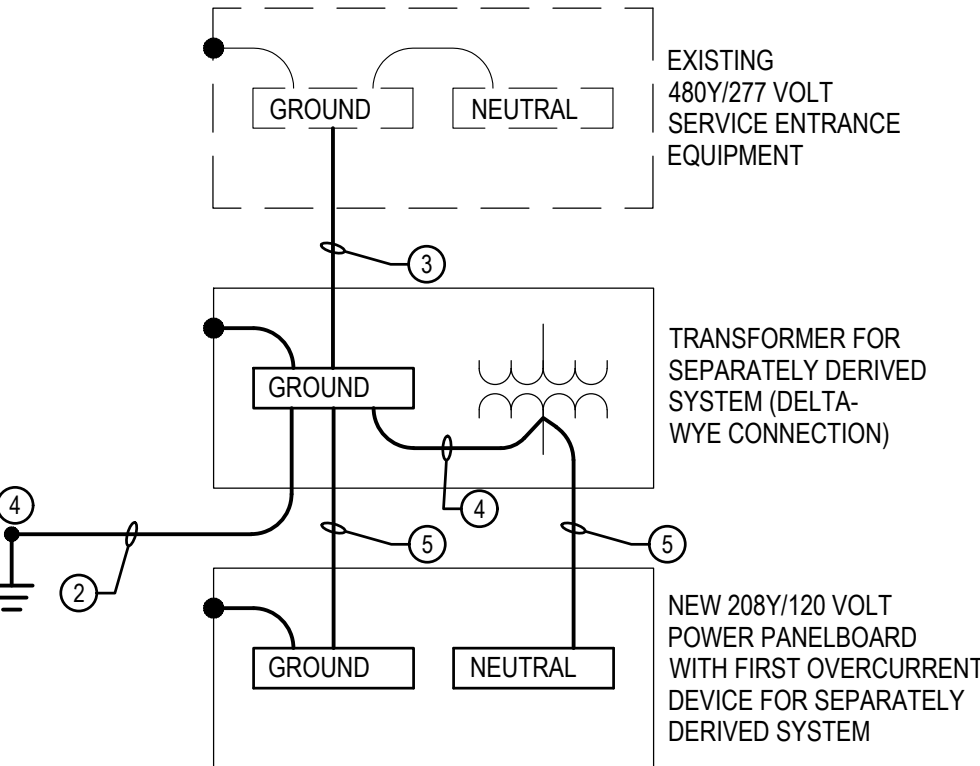 GROUND
NEUTRAL
EXISTING
480Y/277 VOLT
SERVICE ENTRANCE
EQUIPMENT
3
GROUND
TRANSFORMER FOR
SEPARATELY DERIVED
SYSTEM (DELTA-
WYE CONNECTION)
4
4
5
5
2
GROUND
NEUTRAL
NEW 208Y/120 VOLT
POWER PANELBOARD
WITH FIRST OVERCURRENT
DEVICE FOR SEPARATELY
DERIVED SYSTEM